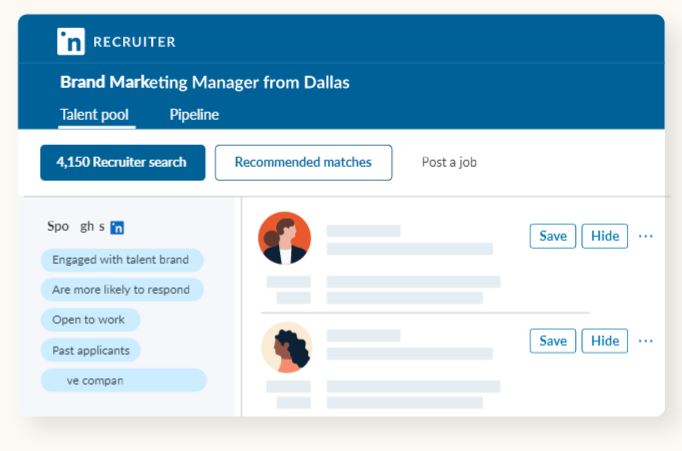 in RECRUITER
Brand Marketing Manager from Dallas
Talent pool Pipeline
4,150 Recruiter search Recommended matches Post a job
Spo gh s in
Engaged with talent brand
Are more likely to respond
Open to work
Past applicants
ve compan
Save Hide ...
Save Hide ...